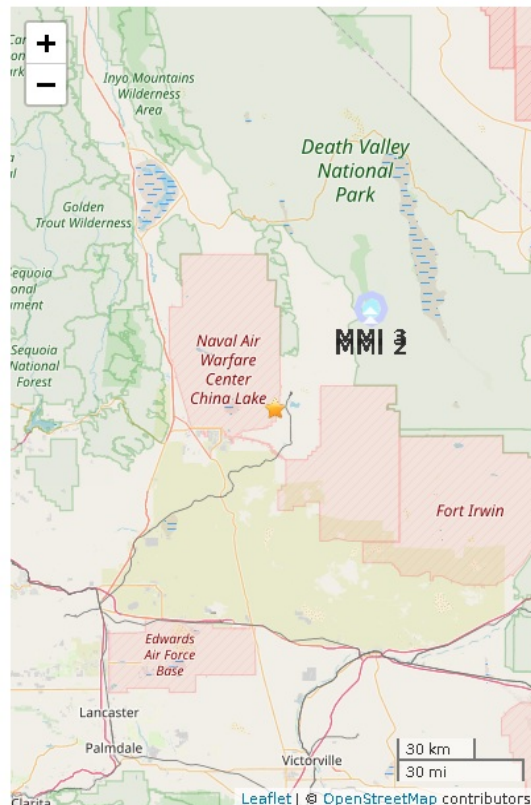 +
−
Inyo Mountains
Wilderness
Area
Death Valley
National
Park
Golden
Trout Wilderness
Sequoia
Sequoia
National
Forest
Naval Air
Warfare
Center
China Lake
MMI 3
MMI 2
Fort Irwin
Edwards
Air Force
Base
Lancaster
Palmdale
Victorville
30 km
30 mi
Leaflet | © OpenStreetMap contributors